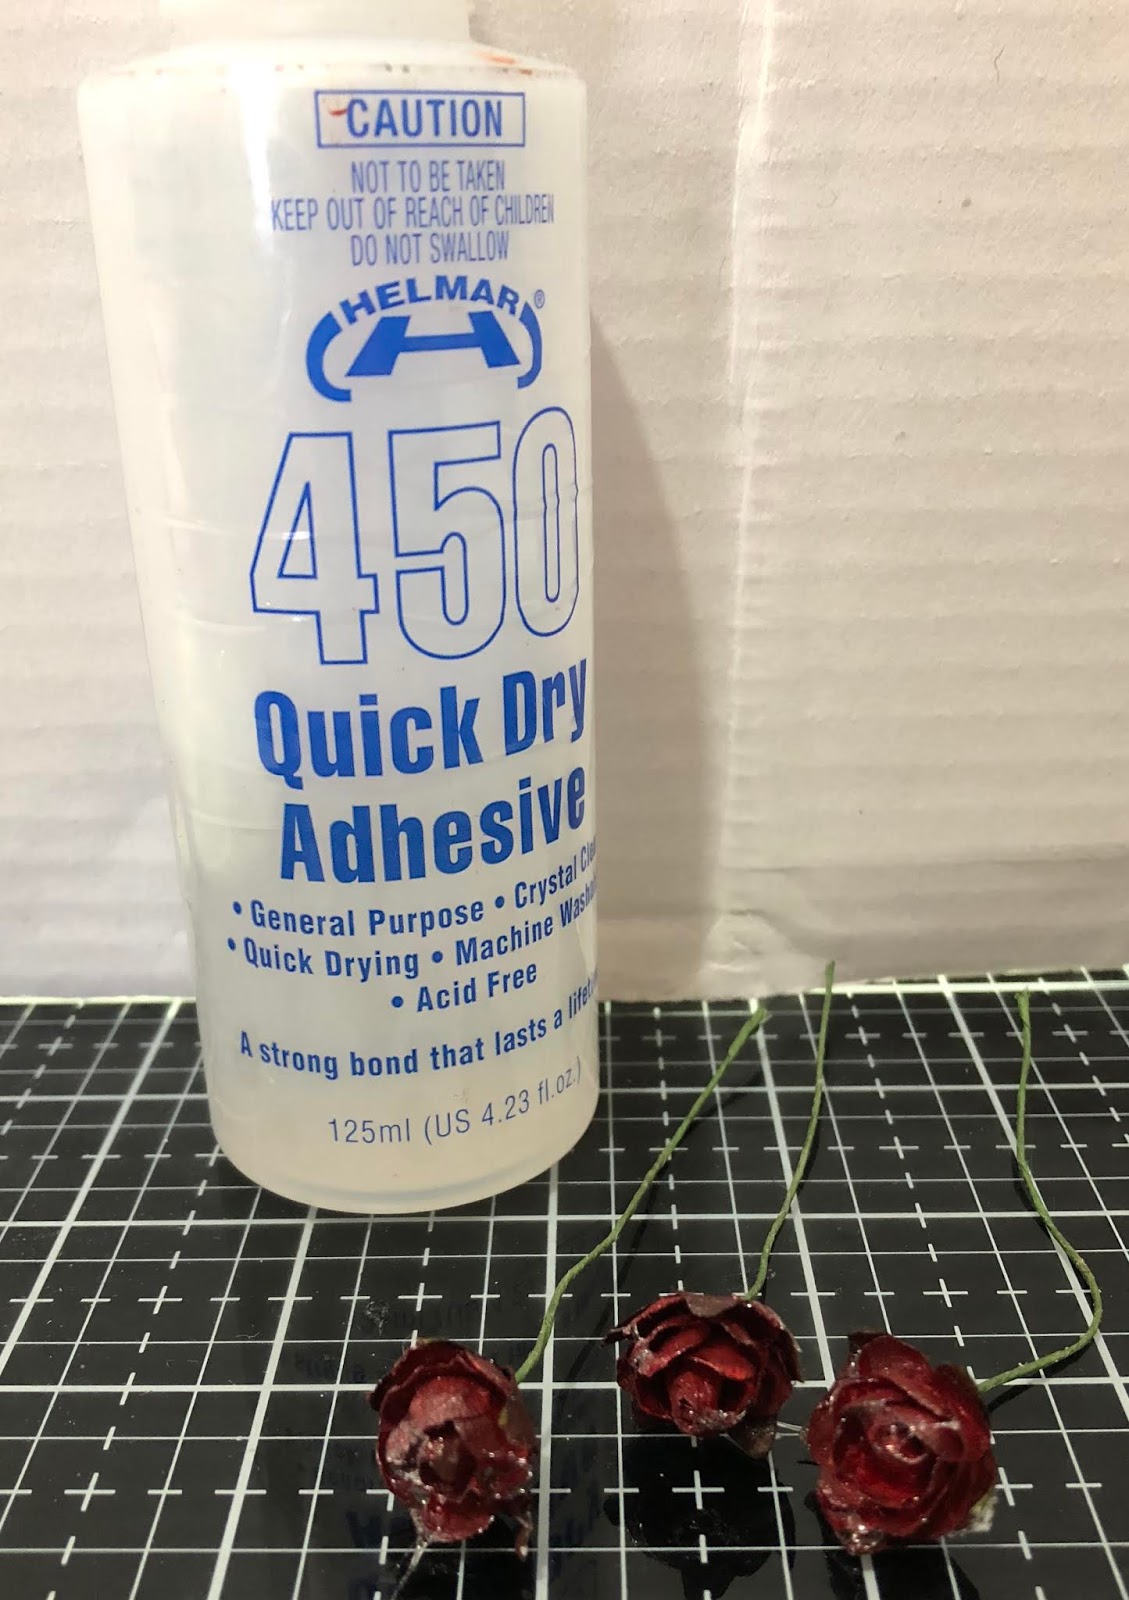 CAUTION
NOT TO BE TAKEN
KEEP OUT OF REACH OF CHILDREN
DO NOT SWALLOW
HELMAR®
450
Quick Dry
Adhesive
• General Purpose • Crystal
• Quick Drying • Machine
• Acid Free
A strong bond that lasts a
125ml (US 4.23 fl.oz.)